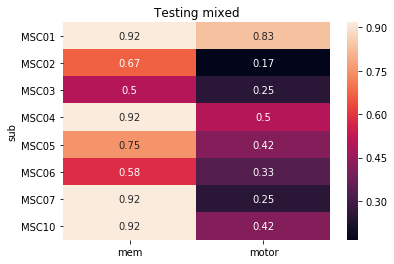 Testing mixed
MSC01 0.92 0.83
MSC02 0.67 0.17
MSC03 0.5 0.25
MSC04 0.92 0.5
MSC05 0.75 0.42
MSC06 0.58 0.33
MSC07 0.92 0.25
MSC10 0.92 0.42
sub
mem motor
0.90
0.75
0.60
0.45
0.30